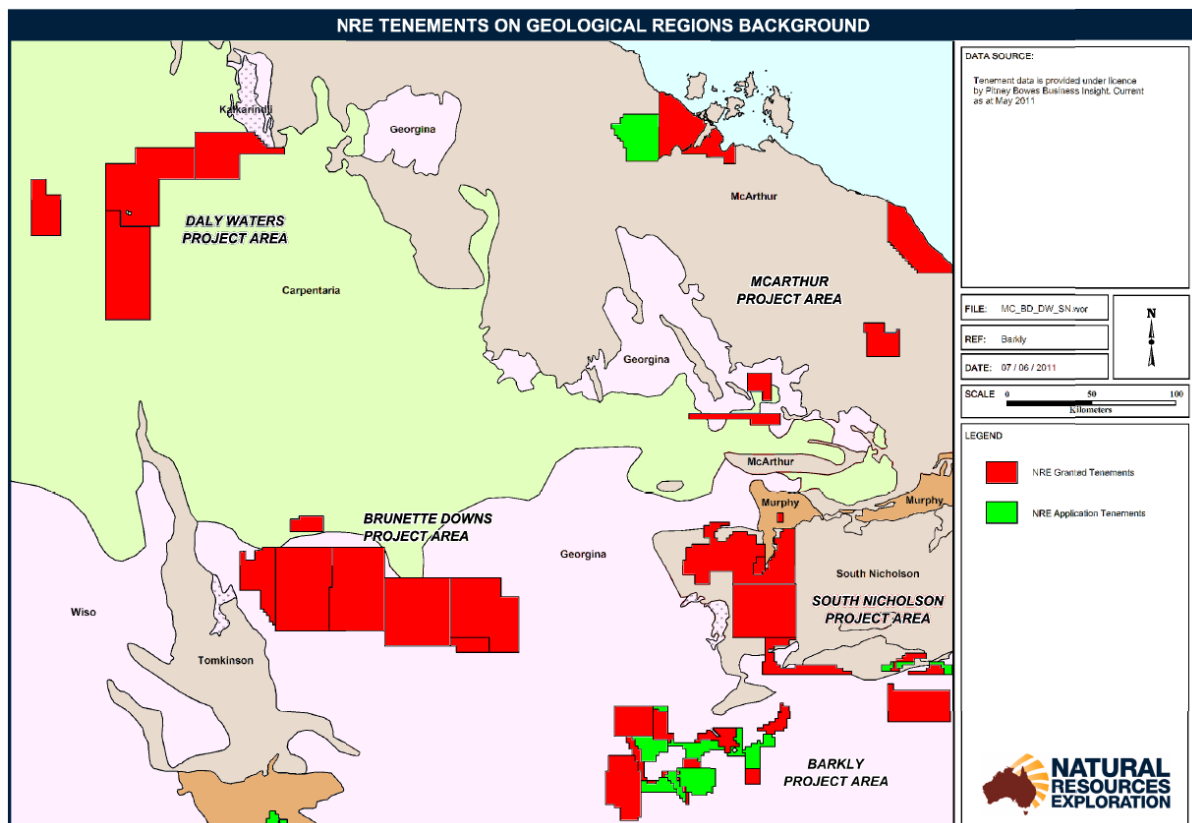 NRE TENEMENTS ON GEOLOGICAL REGIONS BACKGROUND
Kalkarindji
Georgina
DALY WATERS
PROJECT AREA
Carpentaria
McArthur
MCARTHUR
PROJECT AREA
Georgina
McArthur
Murphy
Murphy
BRUNETTE DOWNS
PROJECT AREA
Georgina
South Nicholson
SOUTH NICHOLSON
PROJECT AREA
Wiso
Tomkinson
BARKLY
PROJECT AREA
DATA SOURCE:
Tenement data is provided under licence
by Pitney Bowes Business Insight. Current
as at May 2011
FILE: MC_BD_DW_SN.wor
REF: Barkly
DATE: 07 / 06 / 2011
N
SCALE 0 50 100
Kilometers
LEGEND
NRE Granted Tenements
NRE Application Tenements
NATURAL
RESOURCES
EXPLORATION